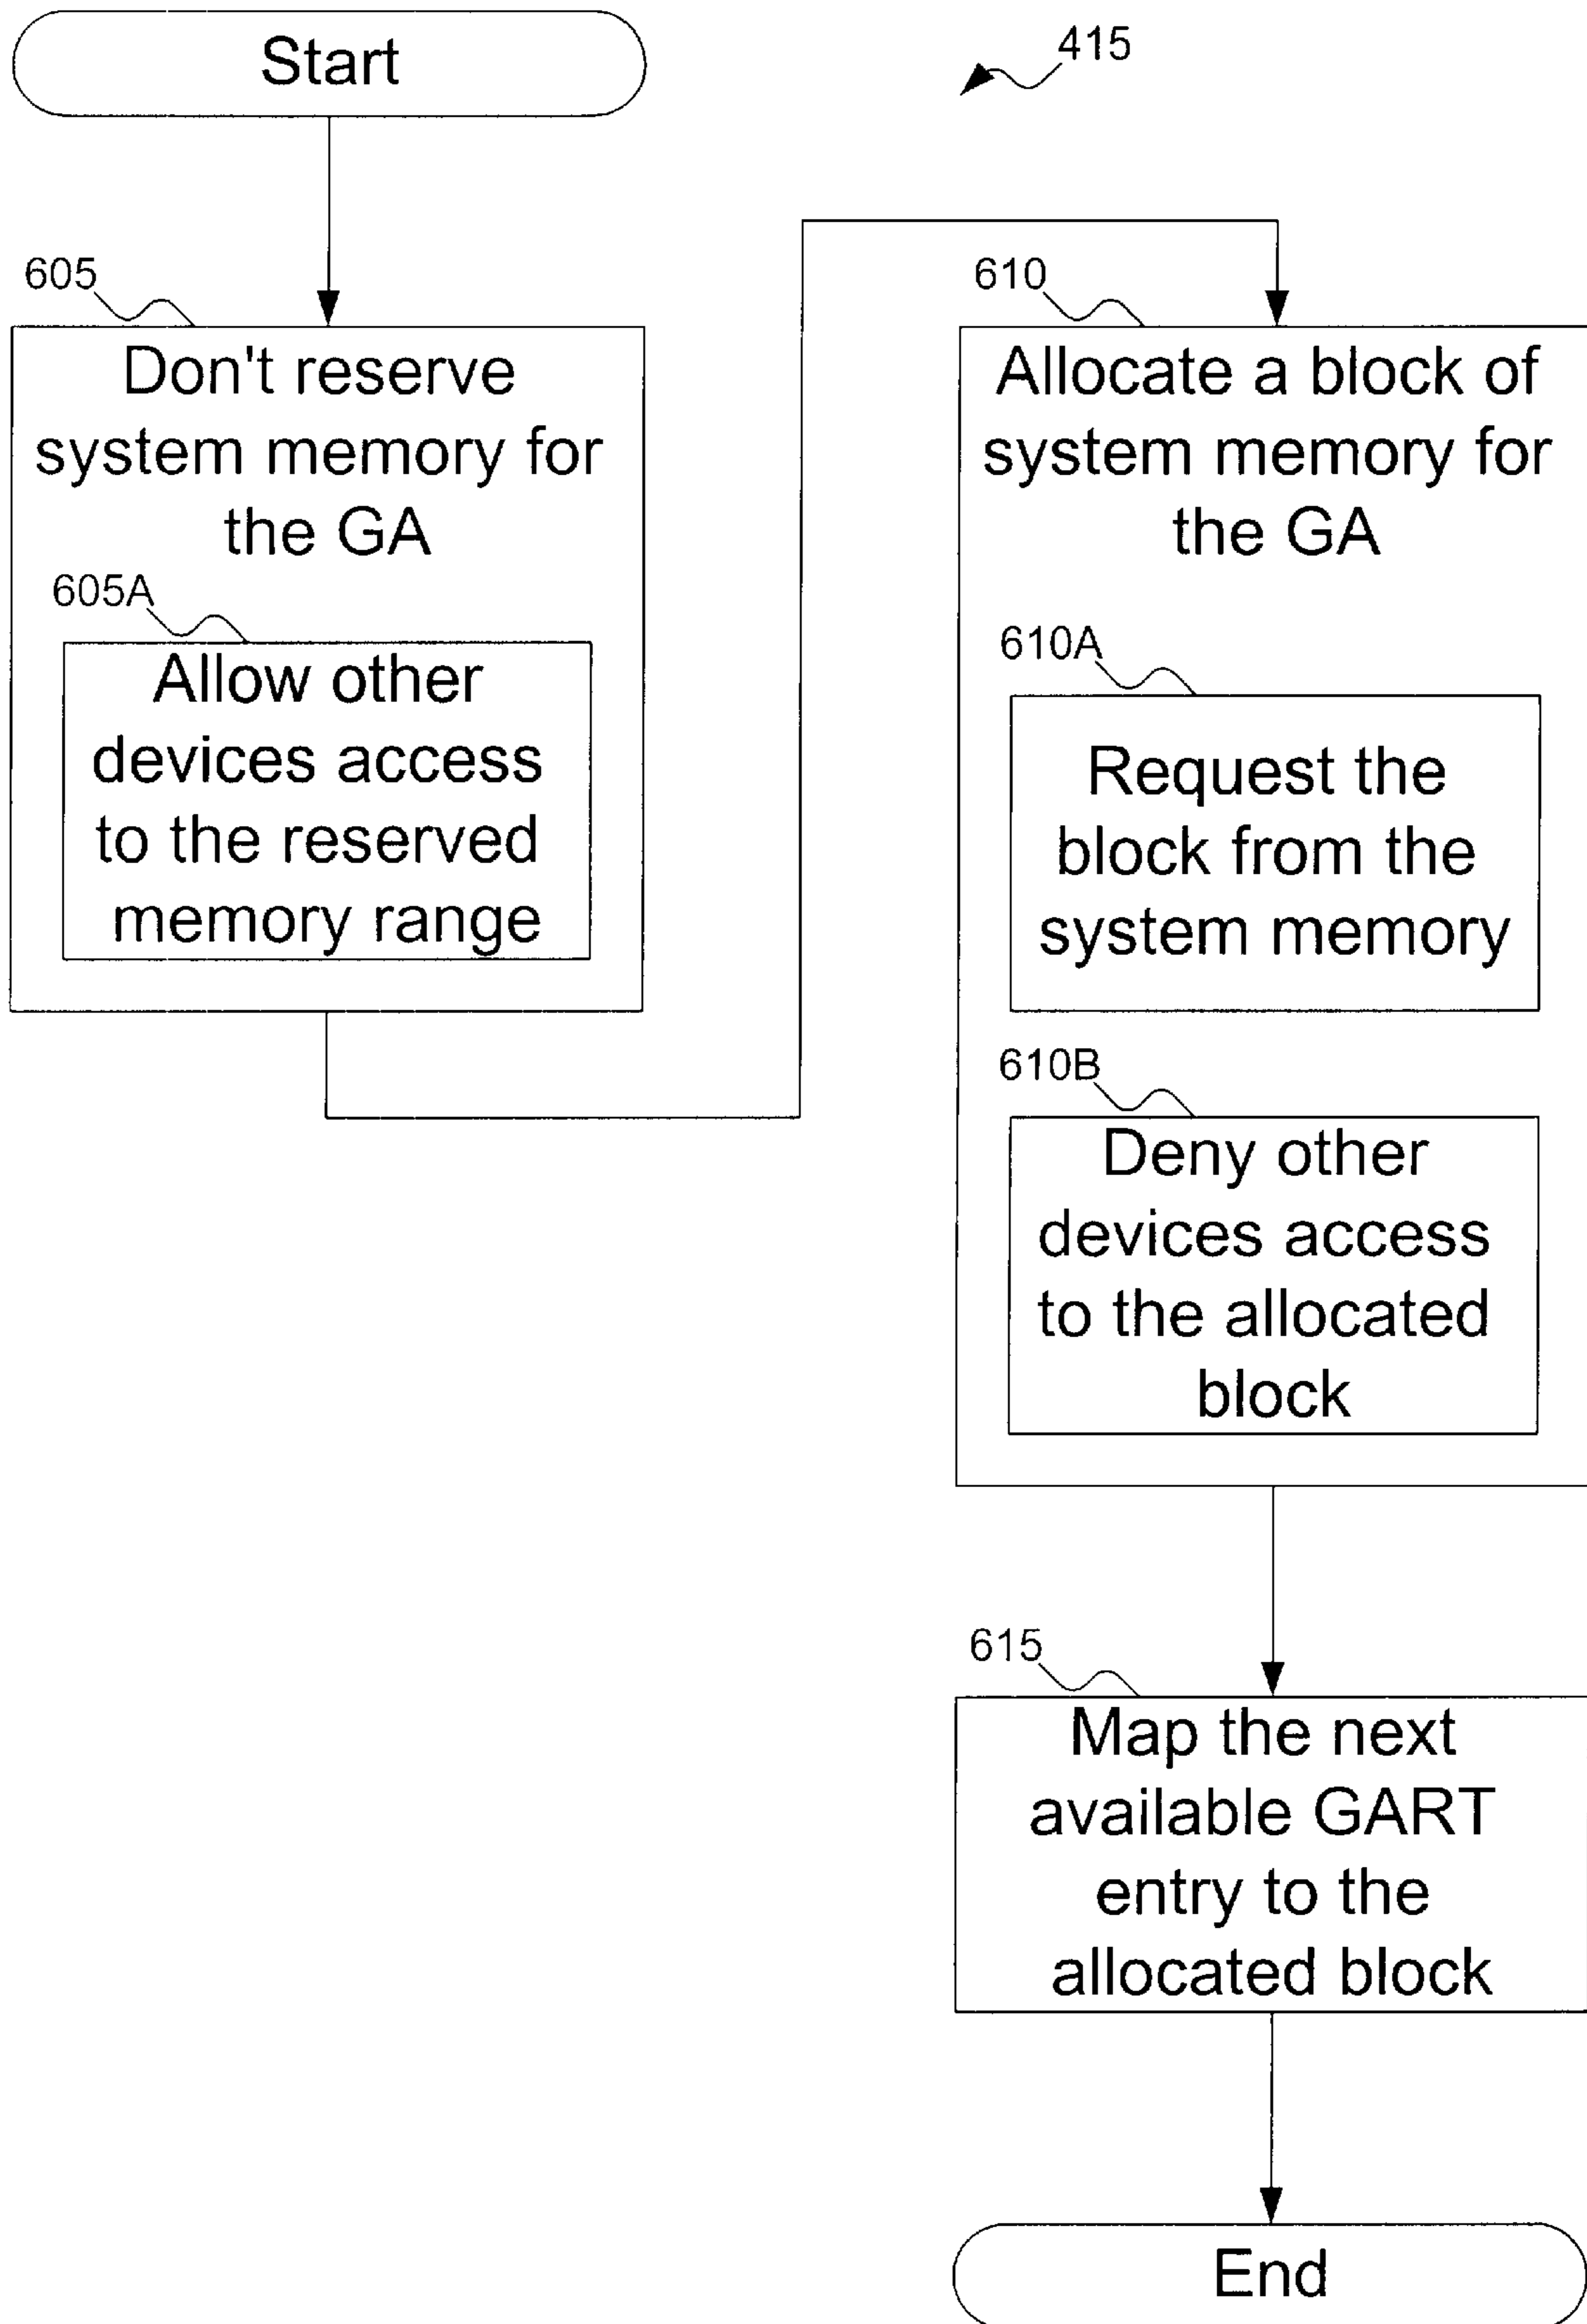 Start
415
605
Don't reserve
system memory for
the GA
605A
Allow other
devices access
to the reserved
memory range
610
Allocate a block of
system memory for
the GA
610A
Request the
block from the
system memory
610B
Deny other
devices access
to the allocated
block
615
Map the next
available GART
entry to the
allocated block
End